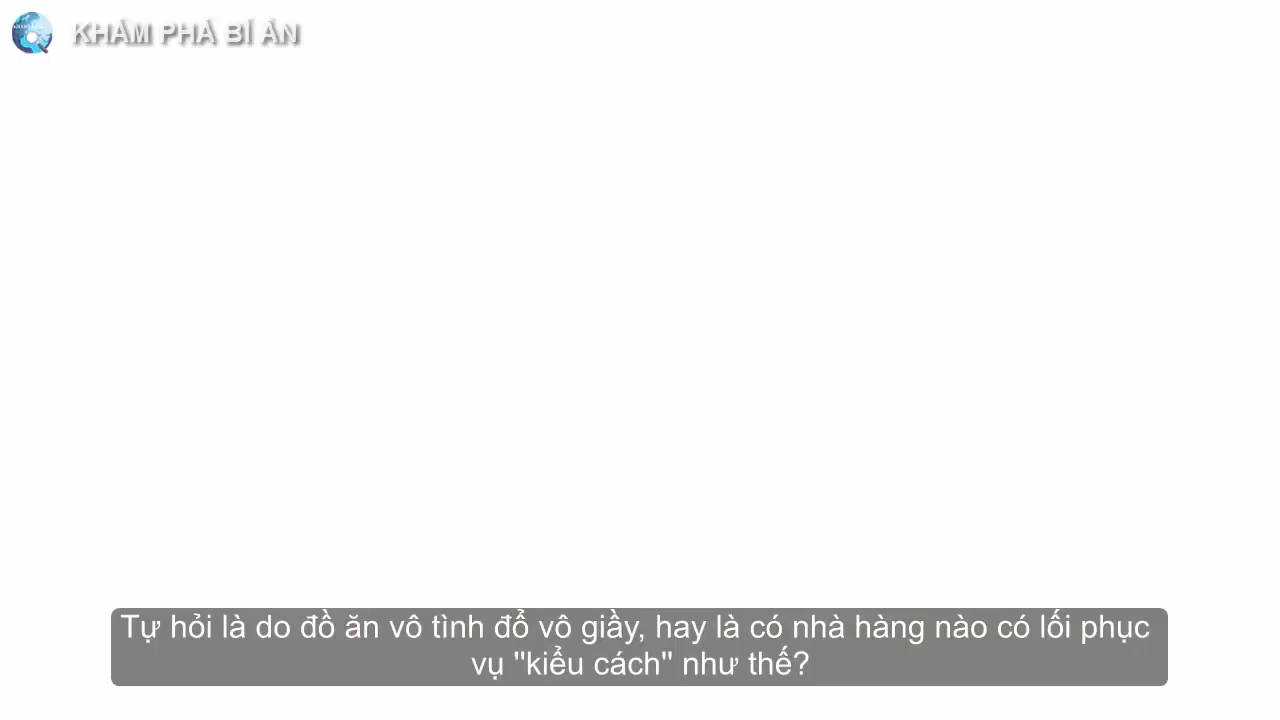 KHÁM PHÁ BÍ ẨN
Tự hỏi là do đồ ăn vô tình đổ vô giầy, hay là có nhà hàng nào có lối phục
vụ "kiểu cách" như thế?